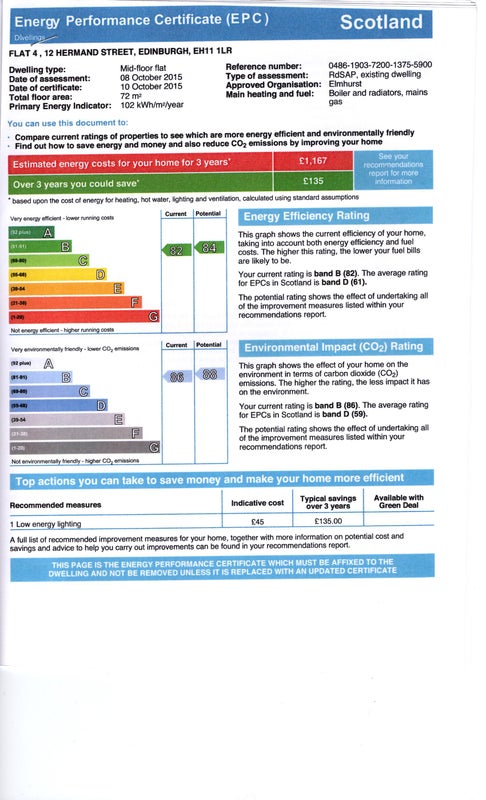 Energy Performance Certificate (EPC)
Scotland
Dwellings
FLAT 4 , 12 HERMAND STREET, EDINBURGH, EH11 1LR
Dwelling type: Mid-floor flat
Date of assessment: 08 October 2015
Date of certificate: 10 October 2015
Total floor area: 72 m²
Primary Energy Indicator: 102 kWh/m²/year
Reference number: 0486-1903-7200-1375-5900
Type of assessment: RdSAP, existing dwelling
Approved Organisation: Elmhurst
Main heating and fuel: Boiler and radiators, mains
gas
You can use this document to:
· Compare current ratings of properties to see which are more energy efficient and environmentally friendly
· Find out how to save energy and money and also reduce CO₂ emissions by improving your home
Estimated energy costs for your home for 3 years* £1,167
Over 3 years you could save* £135
See your
recommendations
report for more
information
* based upon the cost of energy for heating, hot water, lighting and ventilation, calculated using standard assumptions
Very energy efficient - lower running costs
Current Potential
(92 plus) A
(81-91) B
82 84
(69-80) C
(55-68) D
(39-54) E
(21-38) F
(1-20) G
Not energy efficient - higher running costs
Energy Efficiency Rating
This graph shows the current efficiency of your home,
taking into account both energy efficiency and fuel
costs. The higher this rating, the lower your fuel bills
are likely to be.
Your current rating is band B (82). The average rating
for EPCs in Scotland is band D (61).
The potential rating shows the effect of undertaking all
of the improvement measures listed within your
recommendations report.
Very environmentally friendly - lower CO₂ emissions
Current Potential
(92 plus) A
(81-91) B
86 88
(69-80) C
(55-68) D
(39-54) E
(21-38) F
(1-20) G
Not environmentally friendly - higher CO₂ emissions
Environmental Impact (CO₂) Rating
This graph shows the effect of your home on the
environment in terms of carbon dioxide (CO₂)
emissions. The higher the rating, the less impact it has
on the environment.
Your current rating is band B (86). The average rating
for EPCs in Scotland is band D (59).
The potential rating shows the effect of undertaking all
of the improvement measures listed within your
recommendations report.
Top actions you can take to save money and make your home more efficient
Recommended measures
Indicative cost
Typical savings
over 3 years
Available with
Green Deal
1 Low energy lighting £45 £135.00
A full list of recommended improvement measures for your home, together with more information on potential cost and
savings and advice to help you carry out improvements can be found in your recommendations report.
THIS PAGE IS THE ENERGY PERFORMANCE CERTIFICATE WHICH MUST BE AFFIXED TO THE
DWELLING AND NOT BE REMOVED UNLESS IT IS REPLACED WITH AN UPDATED CERTIFICATE